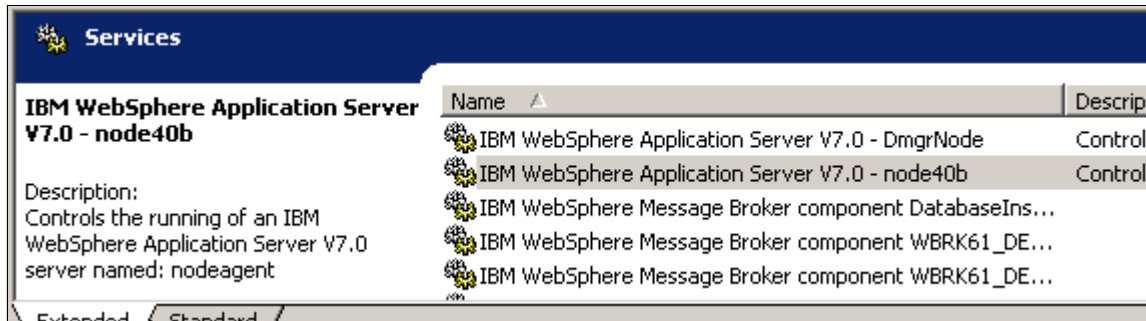 Services
IBM WebSphere Application Server
V7.0 - node40b
Description:
Controls the running of an IBM
WebSphere Application Server V7.0
server named: nodeagent
Name Descrip
IBM WebSphere Application Server V7.0 - DmgrNode Control
IBM WebSphere Application Server V7.0 - node40b Control
IBM WebSphere Message Broker component DatabaseIns...
IBM WebSphere Message Broker component WBRK61_DE...
IBM WebSphere Message Broker component WBRK61_DE...
Extended Standard